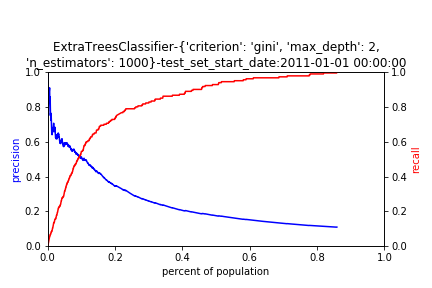 ExtraTreesClassifier-{'criterion': 'gini', 'max_depth': 2,
'n_estimators': 1000}-test_set_start_date:2011-01-01 00:00:00
1.0
0.8
0.6
0.4
0.2
0.0
precision
1.0
0.8
0.6
0.4
0.2
0.0
recall
0.0 0.2 0.4 0.6 0.8 1.0
percent of population